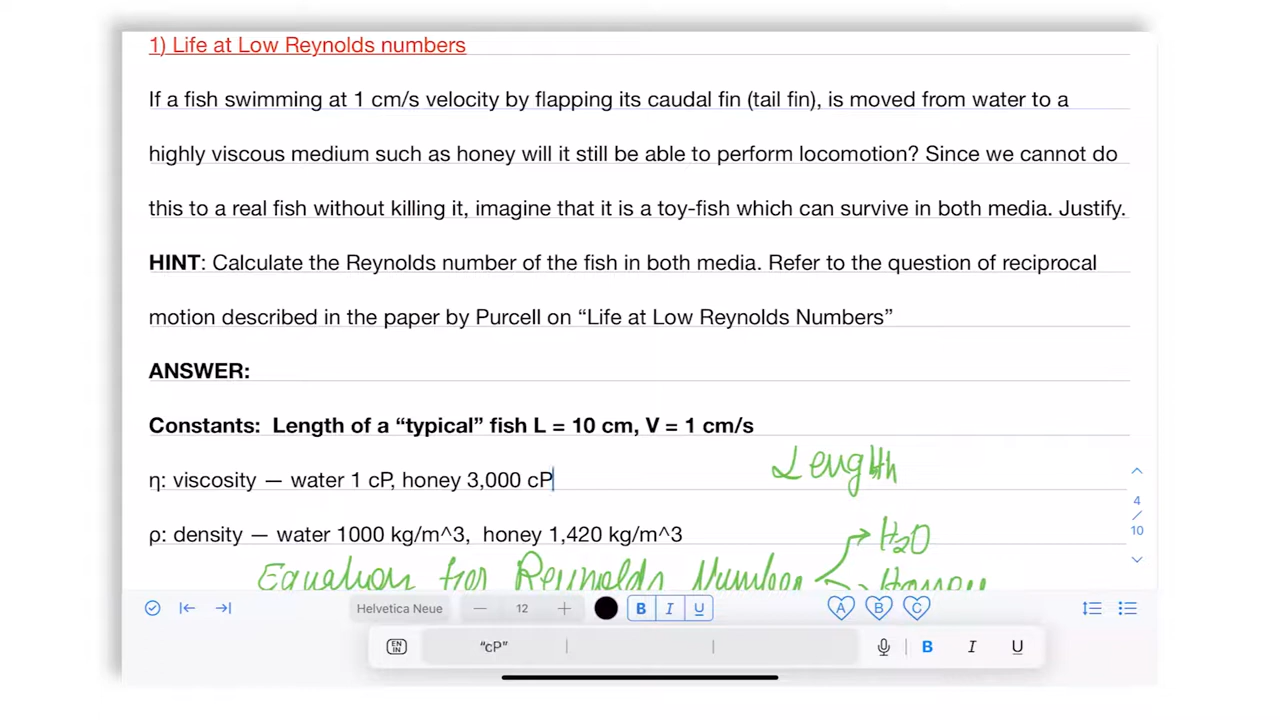 1) Life at Low Reynolds numbers
If a fish swimming at 1 cm/s velocity by flapping its caudal fin (tail fin), is moved from water to a
highly viscous medium such as honey will it still be able to perform locomotion? Since we cannot do
this to a real fish without killing it, imagine that it is a toy-fish which can survive in both media. Justify.
HINT: Calculate the Reynolds number of the fish in both media. Refer to the question of reciprocal
motion described in the paper by Purcell on “Life at Low Reynolds Numbers”
ANSWER:
Constants:  Length of a “typical” fish L = 10 cm, V = 1 cm/s
Length
η: viscosity — water 1 cP, honey 3,000 cP
ρ: density — water 1000 kg/m^3,  honey 1,420 kg/m^3
H2O
Equation for Reynolds Number
Honey
4
/
10
Helvetica Neue
12
B I U
A B C
EN
IN
“cP”
B I U